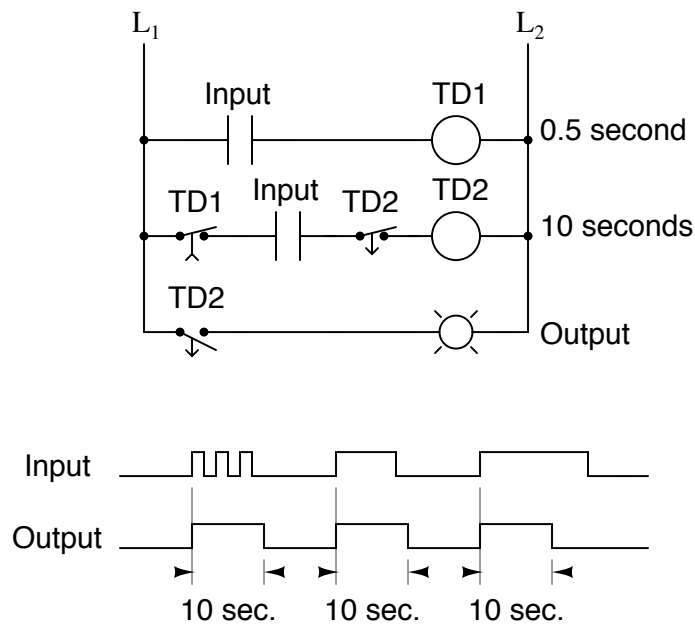 L1 L2
Input TD1
0.5 second
TD1 Input TD2 TD2
10 seconds
TD2
Output
Input
Output
10 sec. 10 sec. 10 sec.